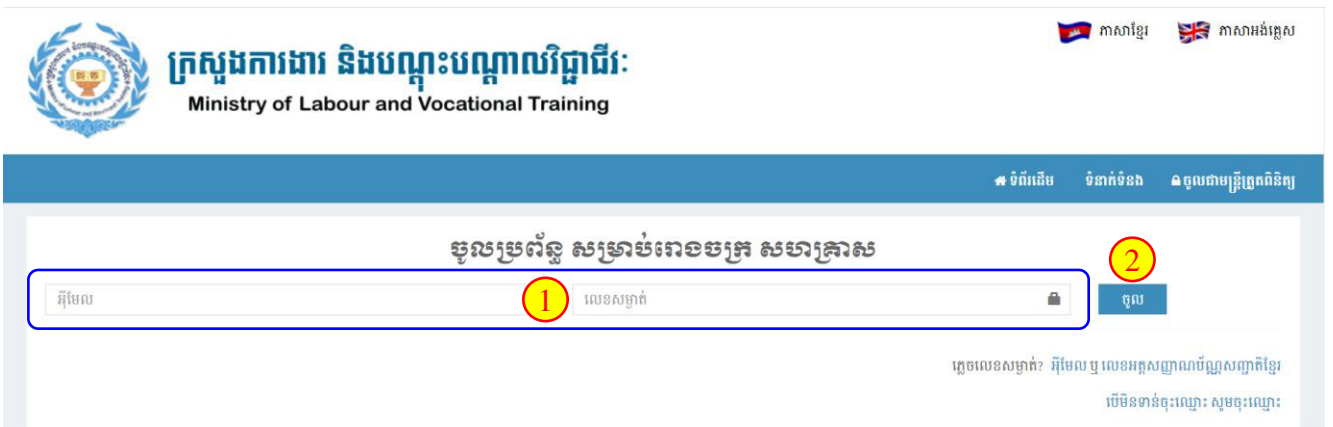 ភាសាខ្មែរ ភាសាអង់គ្លេស
ក្រសួងការងារ និងបណ្តុះបណ្តាលវិជ្ជាជីវៈ
Ministry of Labour and Vocational Training
ទំព័រដើម ទំនាក់ទំនង ចូលជាមន្ត្រីត្រួតពិនិត្យ
ចូលប្រព័ន្ធ សម្រាប់រោងចក្រ សហគ្រាស
2
អ៊ីមែល 1 លេខសម្ងាត់ ចូល
ភ្លេចលេខសម្ងាត់? អ៊ីមែល ឬ លេខអត្តសញ្ញាណប័ណ្ណសញ្ជាតិខ្មែរ
បើមិនទាន់ចុះឈ្មោះ សូមចុះឈ្មោះ